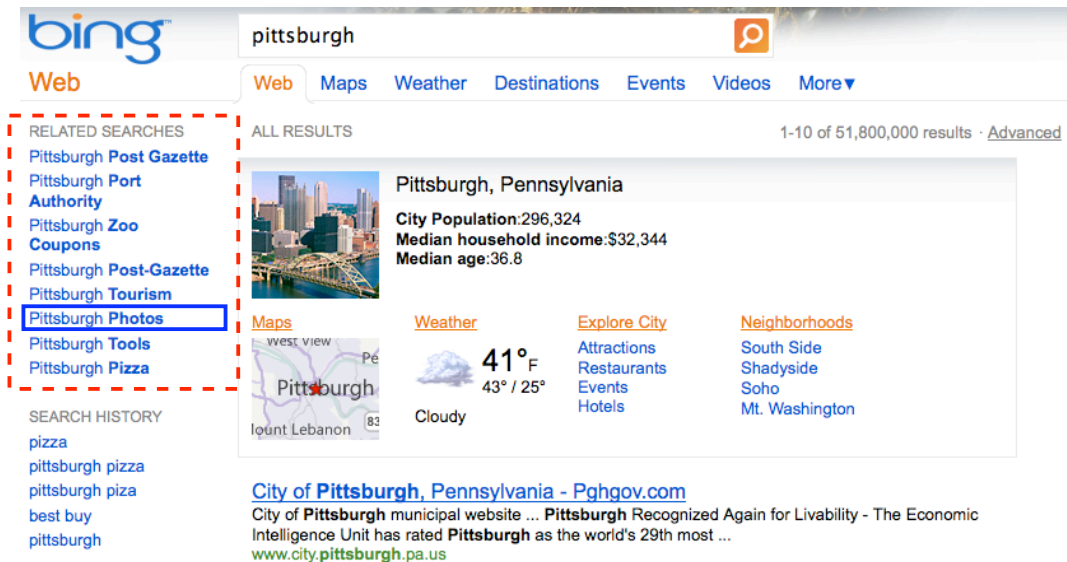 bing™
pittsburgh
Web
Web Maps Weather Destinations Events Videos More▼
RELATED SEARCHES
Pittsburgh Post Gazette
Pittsburgh Port
Authority
Pittsburgh Zoo
Coupons
Pittsburgh Post-Gazette
Pittsburgh Tourism
Pittsburgh Photos
Pittsburgh Tools
Pittsburgh Pizza
SEARCH HISTORY
pizza
pittsburgh pizza
pittsburgh piza
best buy
pittsburgh
ALL RESULTS
1-10 of 51,800,000 results · Advanced
Pittsburgh, Pennsylvania
City Population:296,324
Median household income:$32,344
Median age:36.8
Maps
West View
Pe
Pittsburgh
lount Lebanon
83
Weather
41°F
43° / 25°
Cloudy
Explore City
Attractions
Restaurants
Events
Hotels
Neighborhoods
South Side
Shadyside
Soho
Mt. Washington
City of Pittsburgh, Pennsylvania - Pghgov.com
City of Pittsburgh municipal website ... Pittsburgh Recognized Again for Livability - The Economic
Intelligence Unit has rated Pittsburgh as the world's 29th most ...
www.city.pittsburgh.pa.us